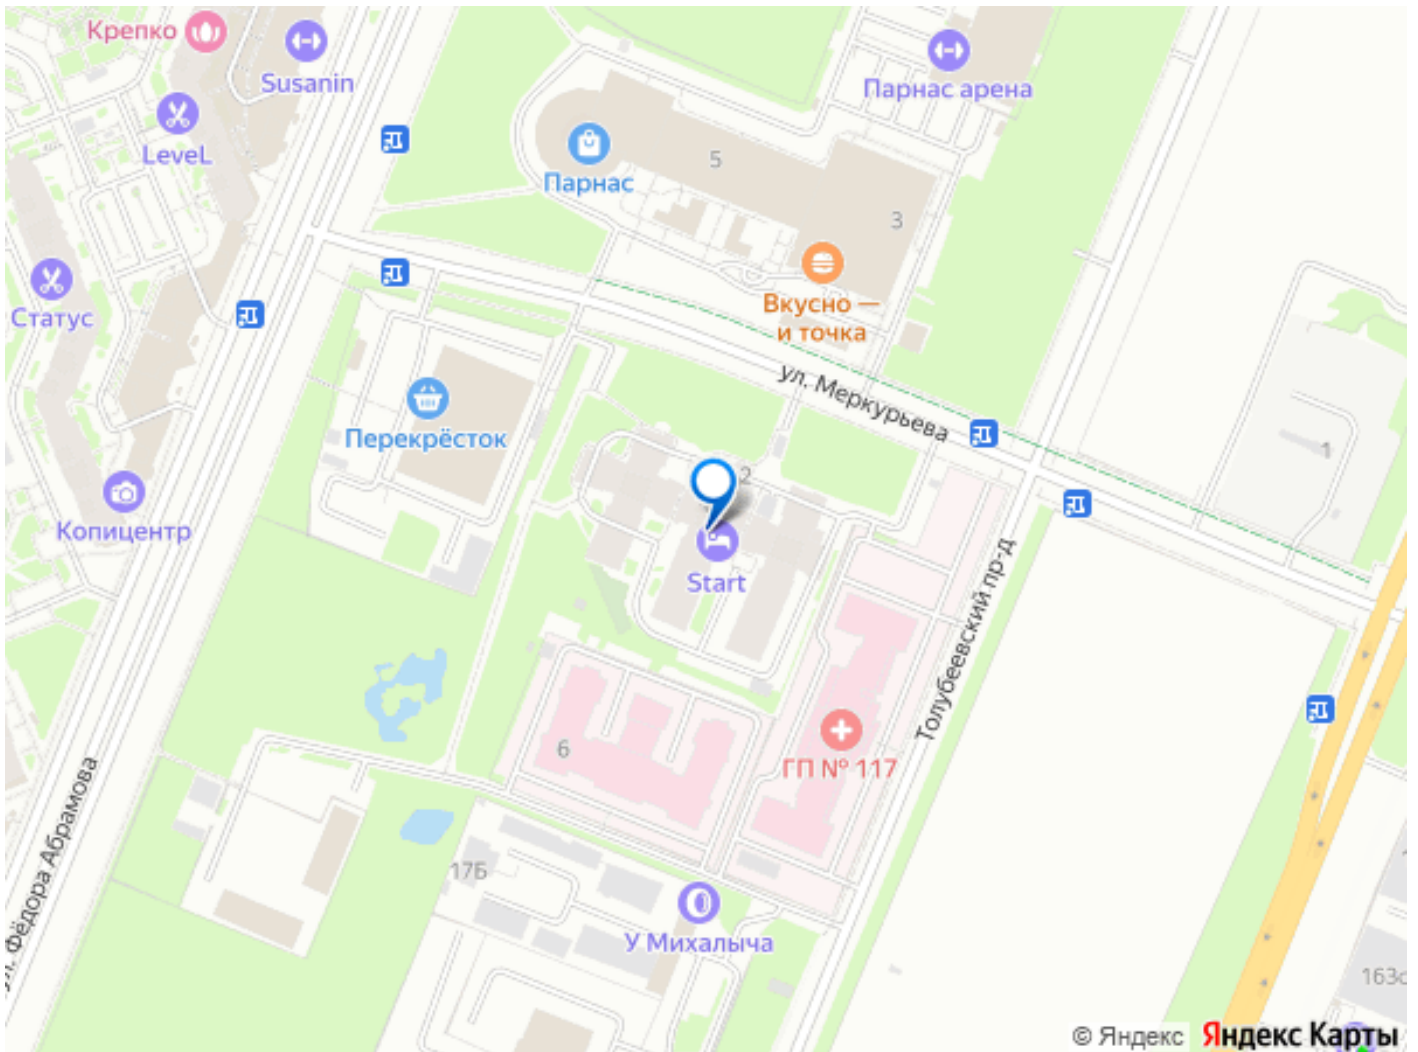 Крепко
Susanin
LeveL
Парнас арена
5
Парнас
3
Статус
Вкусно —
и точка
ул. Меркурьева
Перекрёсток
1
2
Копицентр
Start
Толубеевский пр-д
6
ГП № 117
ул. Фёдора Абрамова
17Б
У Михалыча
© Яндекс Яндекс Карты